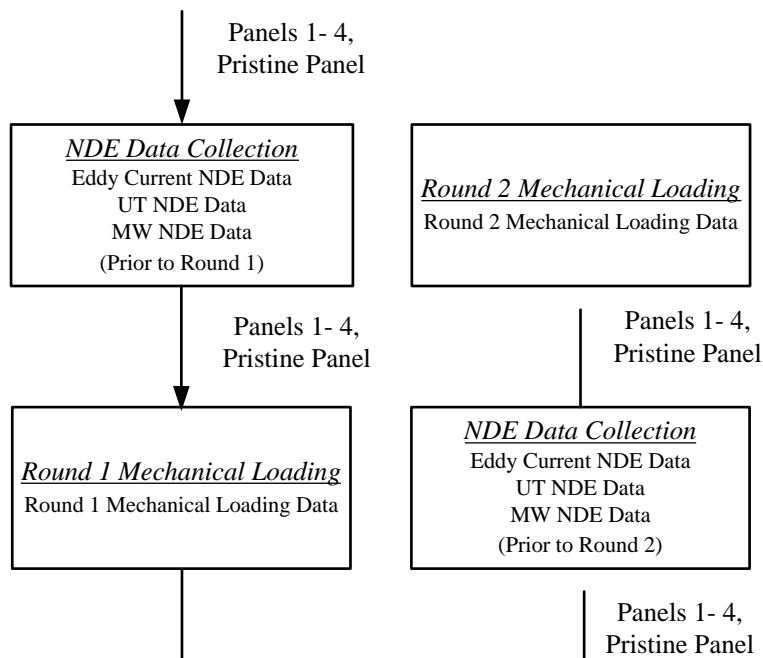 Panels 1- 4,
Pristine Panel
NDE Data Collection
Eddy Current NDE Data
UT NDE Data
MW NDE Data
(Prior to Round 1)
Panels 1- 4,
Pristine Panel
Round 1 Mechanical Loading
Round 1 Mechanical Loading Data
Round 2 Mechanical Loading
Round 2 Mechanical Loading Data
Panels 1- 4,
Pristine Panel
NDE Data Collection
Eddy Current NDE Data
UT NDE Data
MW NDE Data
(Prior to Round 2)
Panels 1- 4,
Pristine Panel